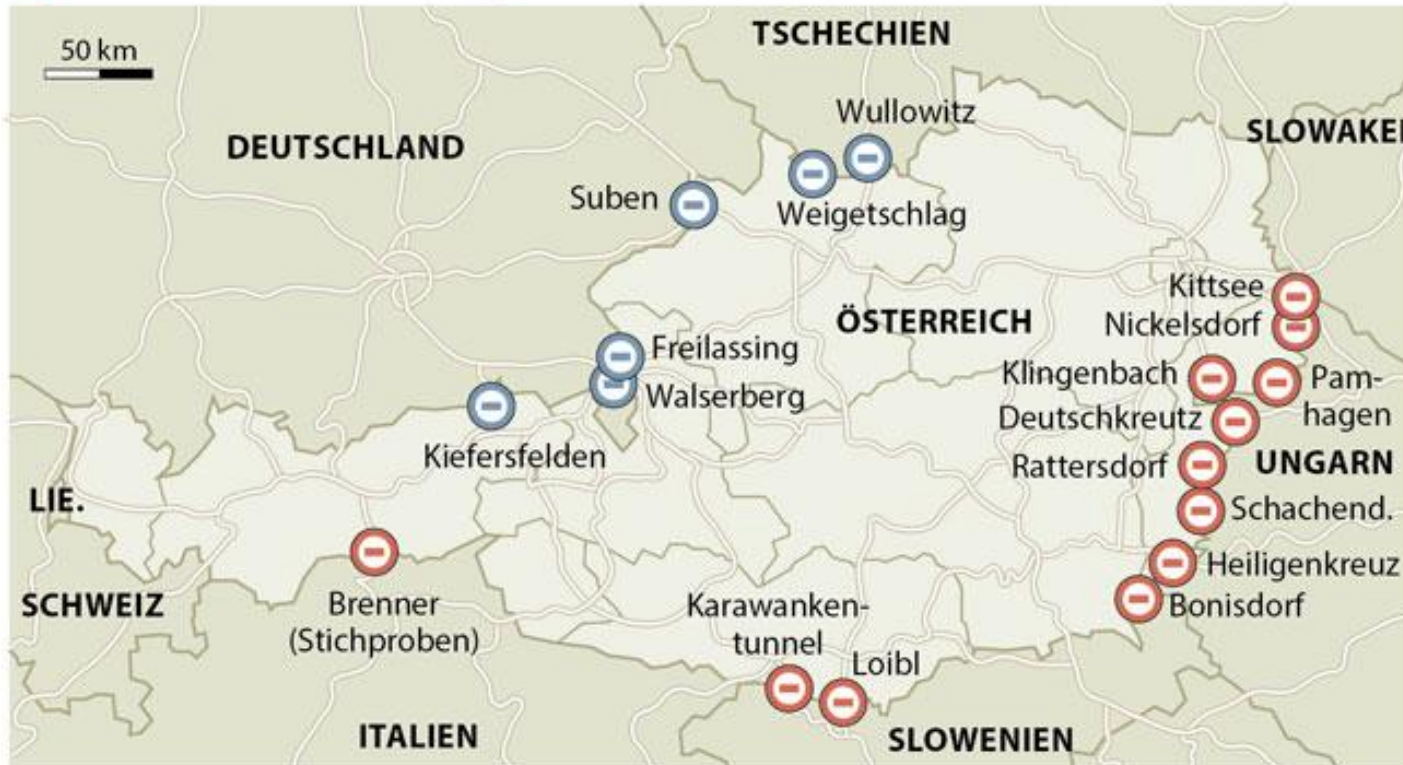 50 km
TSCHECHIEN
DEUTSCHLAND
Wullowitz
SLOWAKEI
Suben
Weigetschlag
Kittsee
ÖSTERREICH
Nickelsdorf
Freilassing
Klingenbach
Pam-
hagen
Walserberg
Deutschkreutz
Kiefersfelden
Rattersdorf
UNGARN
LIE.
Schachend.
Heiligenkreuz
SCHWEIZ
Brenner
(Stichproben)
Karawanken-
tunnel
Bonisdorf
Loibl
ITALIEN
SLOWENIEN